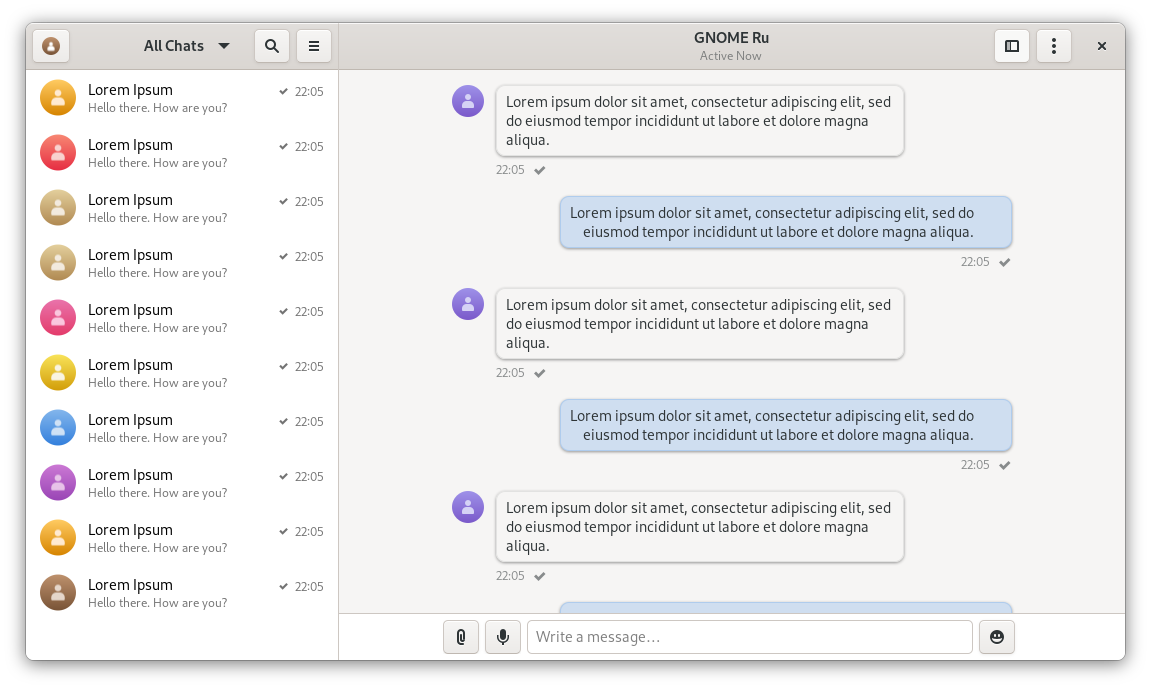 All Chats
Lorem Ipsum
22:05
Hello there. How are you?
Lorem Ipsum
22:05
Hello there. How are you?
Lorem Ipsum
22:05
Hello there. How are you?
Lorem Ipsum
22:05
Hello there. How are you?
Lorem Ipsum
22:05
Hello there. How are you?
Lorem Ipsum
22:05
Hello there. How are you?
Lorem Ipsum
22:05
Hello there. How are you?
Lorem Ipsum
22:05
Hello there. How are you?
Lorem Ipsum
22:05
Hello there. How are you?
Lorem Ipsum
22:05
Hello there. How are you?
GNOME Ru
Active Now
Lorem ipsum dolor sit amet, consectetur adipiscing elit, sed
do eiusmod tempor incididunt ut labore et dolore magna
aliqua.
22:05
Lorem ipsum dolor sit amet, consectetur adipiscing elit, sed do
eiusmod tempor incididunt ut labore et dolore magna aliqua.
22:05
Lorem ipsum dolor sit amet, consectetur adipiscing elit, sed
do eiusmod tempor incididunt ut labore et dolore magna
aliqua.
22:05
Lorem ipsum dolor sit amet, consectetur adipiscing elit, sed do
eiusmod tempor incididunt ut labore et dolore magna aliqua.
22:05
Lorem ipsum dolor sit amet, consectetur adipiscing elit, sed
do eiusmod tempor incididunt ut labore et dolore magna
aliqua.
22:05
Write a message…